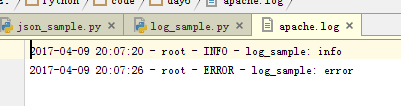 Python
code
day6
apache.log
json_sample.py
log_sample.py
apache.log
2017-04-09 20:07:20 - root - INFO - log_sample: info
2017-04-09 20:07:26 - root - ERROR - log_sample: error